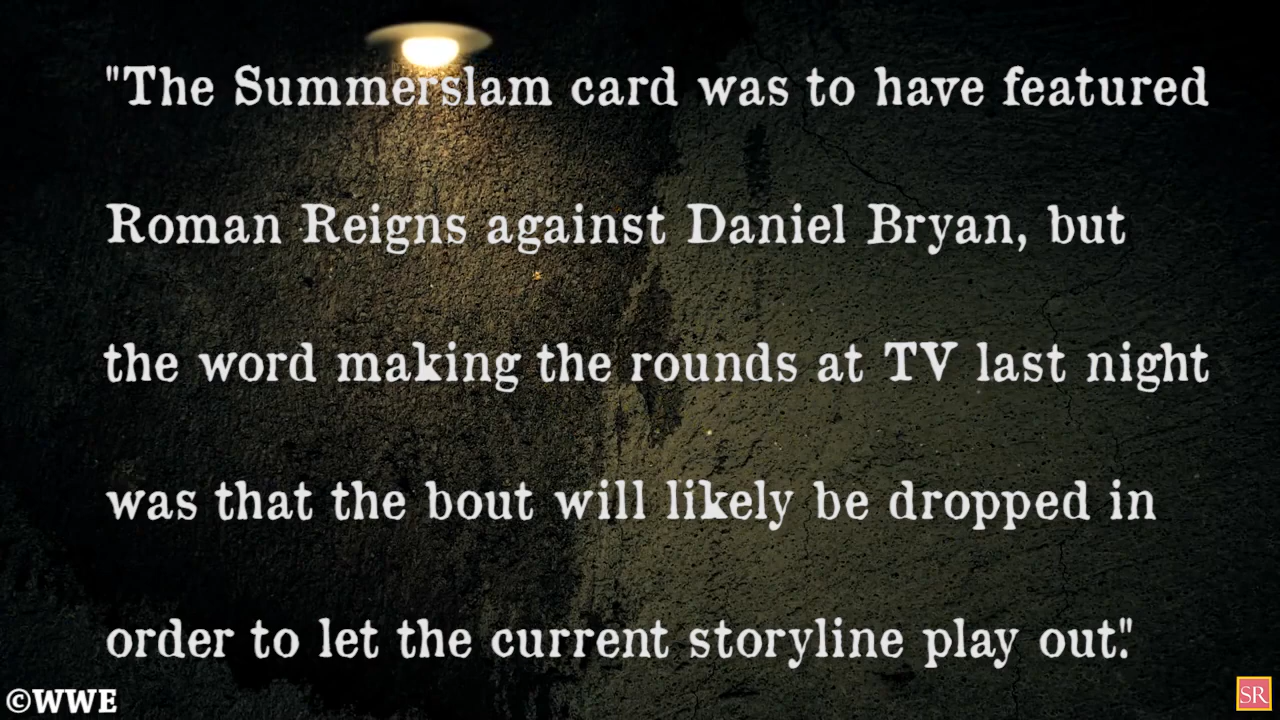 "The Summerslam card was to have featured
Roman Reigns against Daniel Bryan, but
the word making the rounds at TV last night
was that the bout will likely be dropped in
order to let the current storyline play out."
©WWE
SR